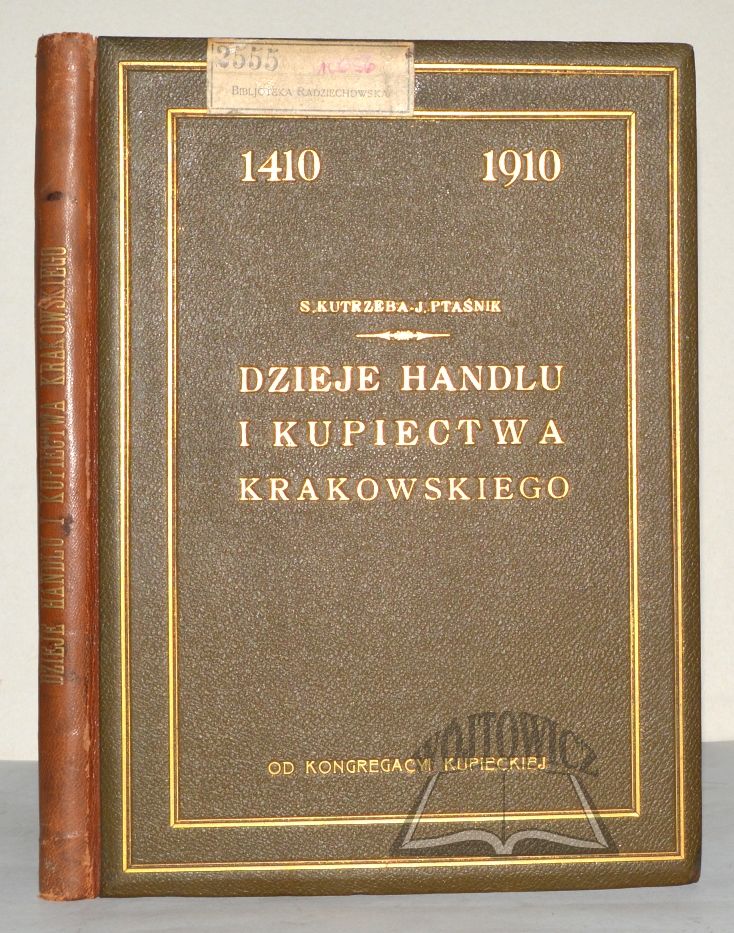 2555
BIBLJOTEKA RADZIECHOWSKA
1410 1910
S. KUTRZEBA-J. PTAŚNIK
DZIEJE HANDLU
I KUPIECTWA
KRAKOWSKIEGO
OD KONGREGACYI KUPIECKIEJ
WÓJTOWICZ
DZIEJE HANDLU I KUPIECTWA KRAKOWSKIEGO